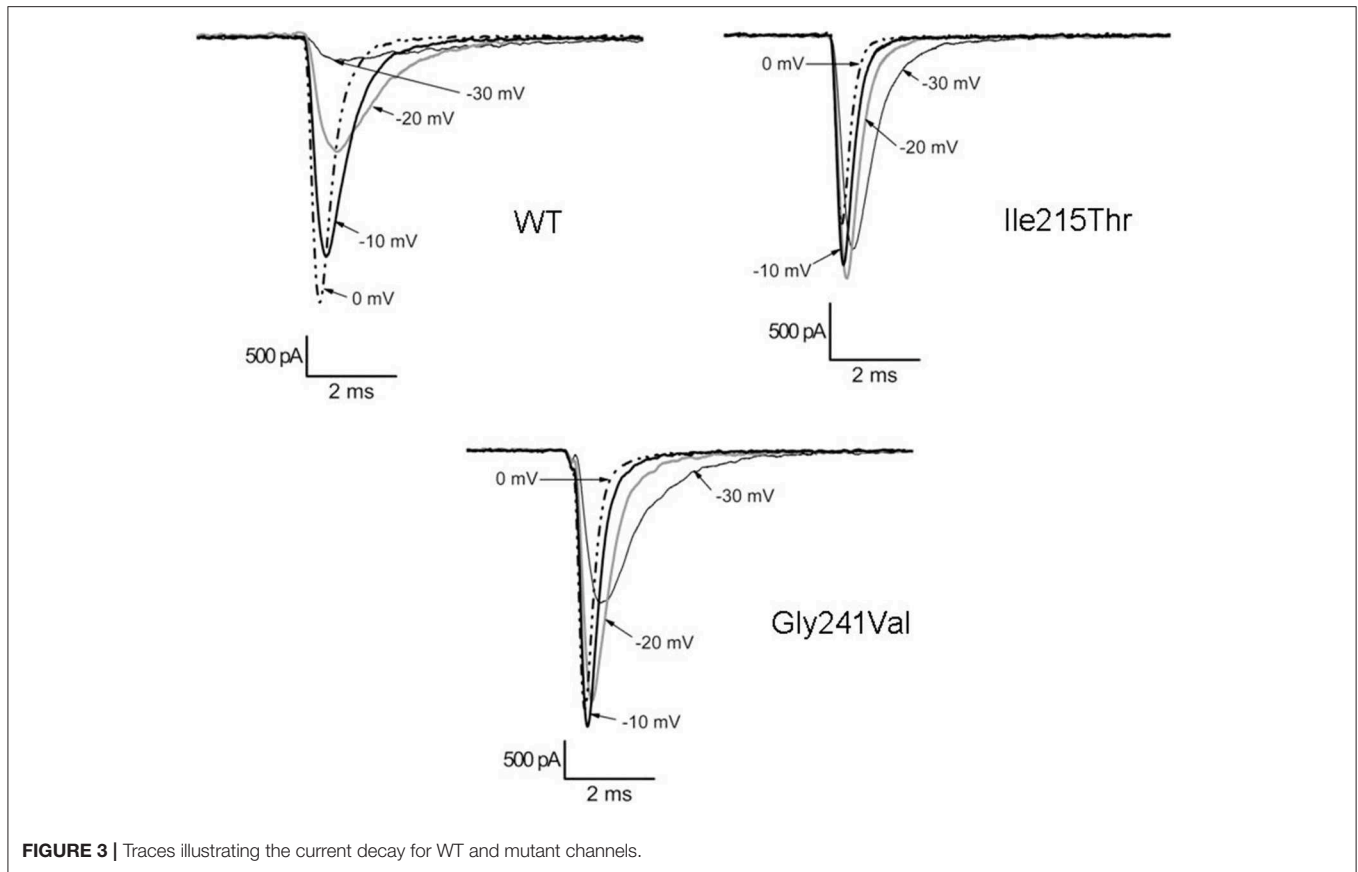 -30 mV
-20 mV
-10 mV
0 mV
WT
500 pA
2 ms
0 mV
-30 mV
-20 mV
-10 mV
Ile215Thr
500 pA
2 ms
0 mV
-30 mV
-20 mV
-10 mV
Gly241Val
500 pA
2 ms
FIGURE 3 | Traces illustrating the current decay for WT and mutant channels.